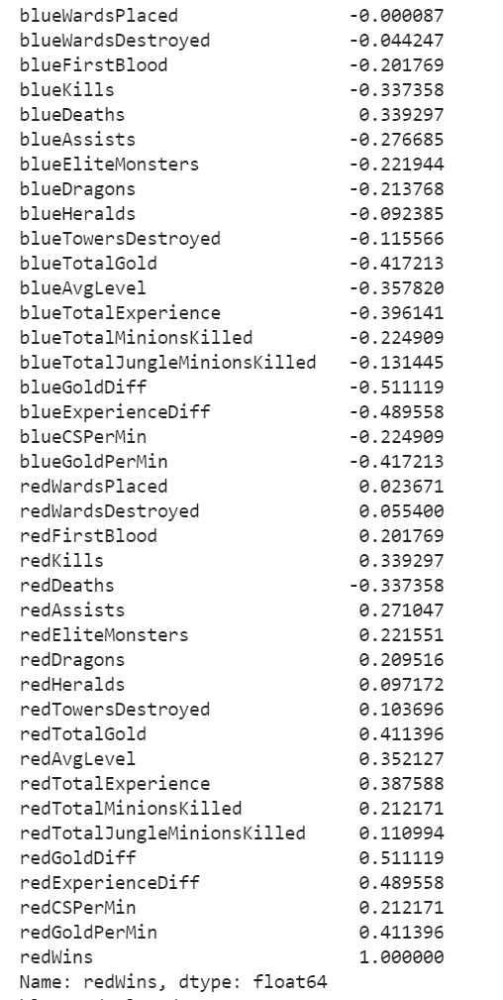 blueWardsPlaced -0.000087
blueWardsDestroyed -0.044247
blueFirstBlood -0.201769
blueKills -0.337358
blueDeaths 0.339297
blueAssists -0.276685
blueEliteMonsters -0.221944
blueDragons -0.213768
blueHeralds -0.092385
blueTowersDestroyed -0.115566
blueTotalGold -0.417213
blueAvgLevel -0.357820
blueTotalExperience -0.396141
blueTotalMinionsKilled -0.224909
blueTotalJungleMinionsKilled -0.131445
blueGoldDiff -0.511119
blueExperienceDiff -0.489558
blueCSPerMin -0.224909
blueGoldPerMin -0.417213
redWardsPlaced 0.023671
redWardsDestroyed 0.055400
redFirstBlood 0.201769
redKills 0.339297
redDeaths -0.337358
redAssists 0.271047
redEliteMonsters 0.221551
redDragons 0.209516
redHeralds 0.097172
redTowersDestroyed 0.103696
redTotalGold 0.411396
redAvgLevel 0.352127
redTotalExperience 0.387588
redTotalMinionsKilled 0.212171
redTotalJungleMinionsKilled 0.110994
redGoldDiff 0.511119
redExperienceDiff 0.489558
redCSPerMin 0.212171
redGoldPerMin 0.411396
redWins 1.000000
Name: redWins, dtype: float64